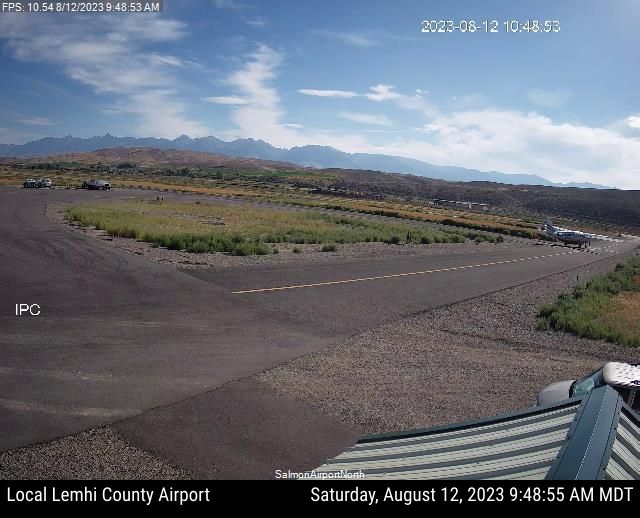 FPS: 10.54 8/12/2023 9:48:53 AM
2023-08-12 10:48:53
IPC
SalmonAirportNorth
Local Lemhi County Airport
Saturday, August 12, 2023 9:48:55 AM MDT